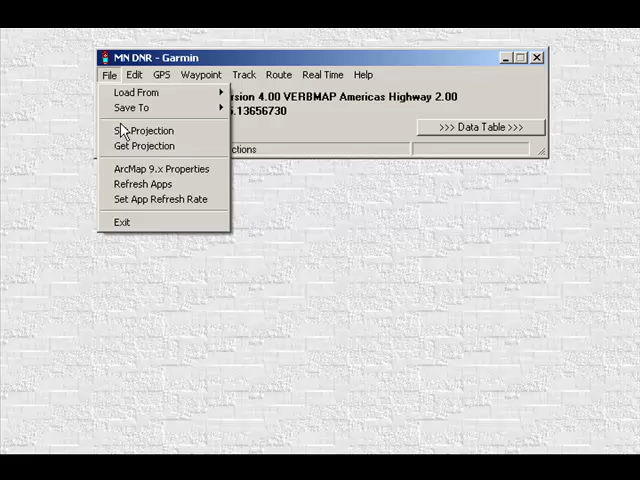 MN DNR - Garmin
File Edit GPS Waypoint Track Route Real Time Help
Load From
Save To
Projection
Get Projection
ArcMap 9.x Properties
Refresh Apps
Set App Refresh Rate
Exit
ersion 4.00 VERBMAP Americas Highway 2.00
5.13656730
>>> Data Table >>>
ctions